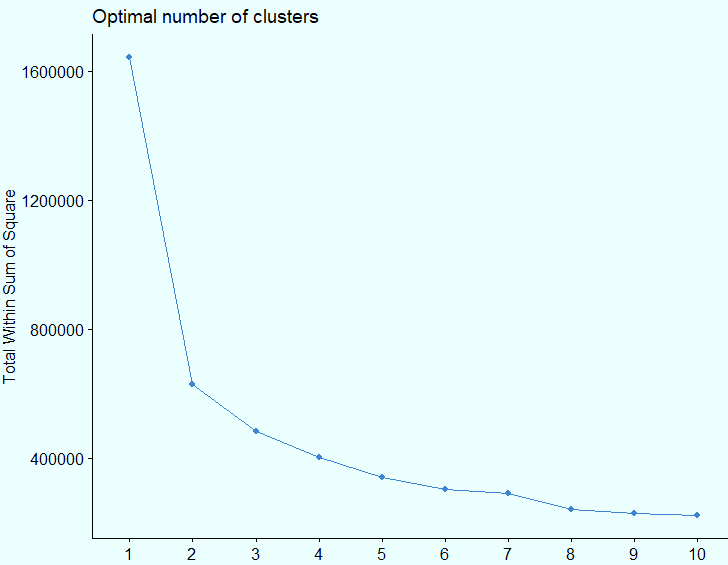 Optimal number of clusters
Total Within Sum of Square
1600000
1200000
800000
400000
1 2 3 4 5 6 7 8 9 10